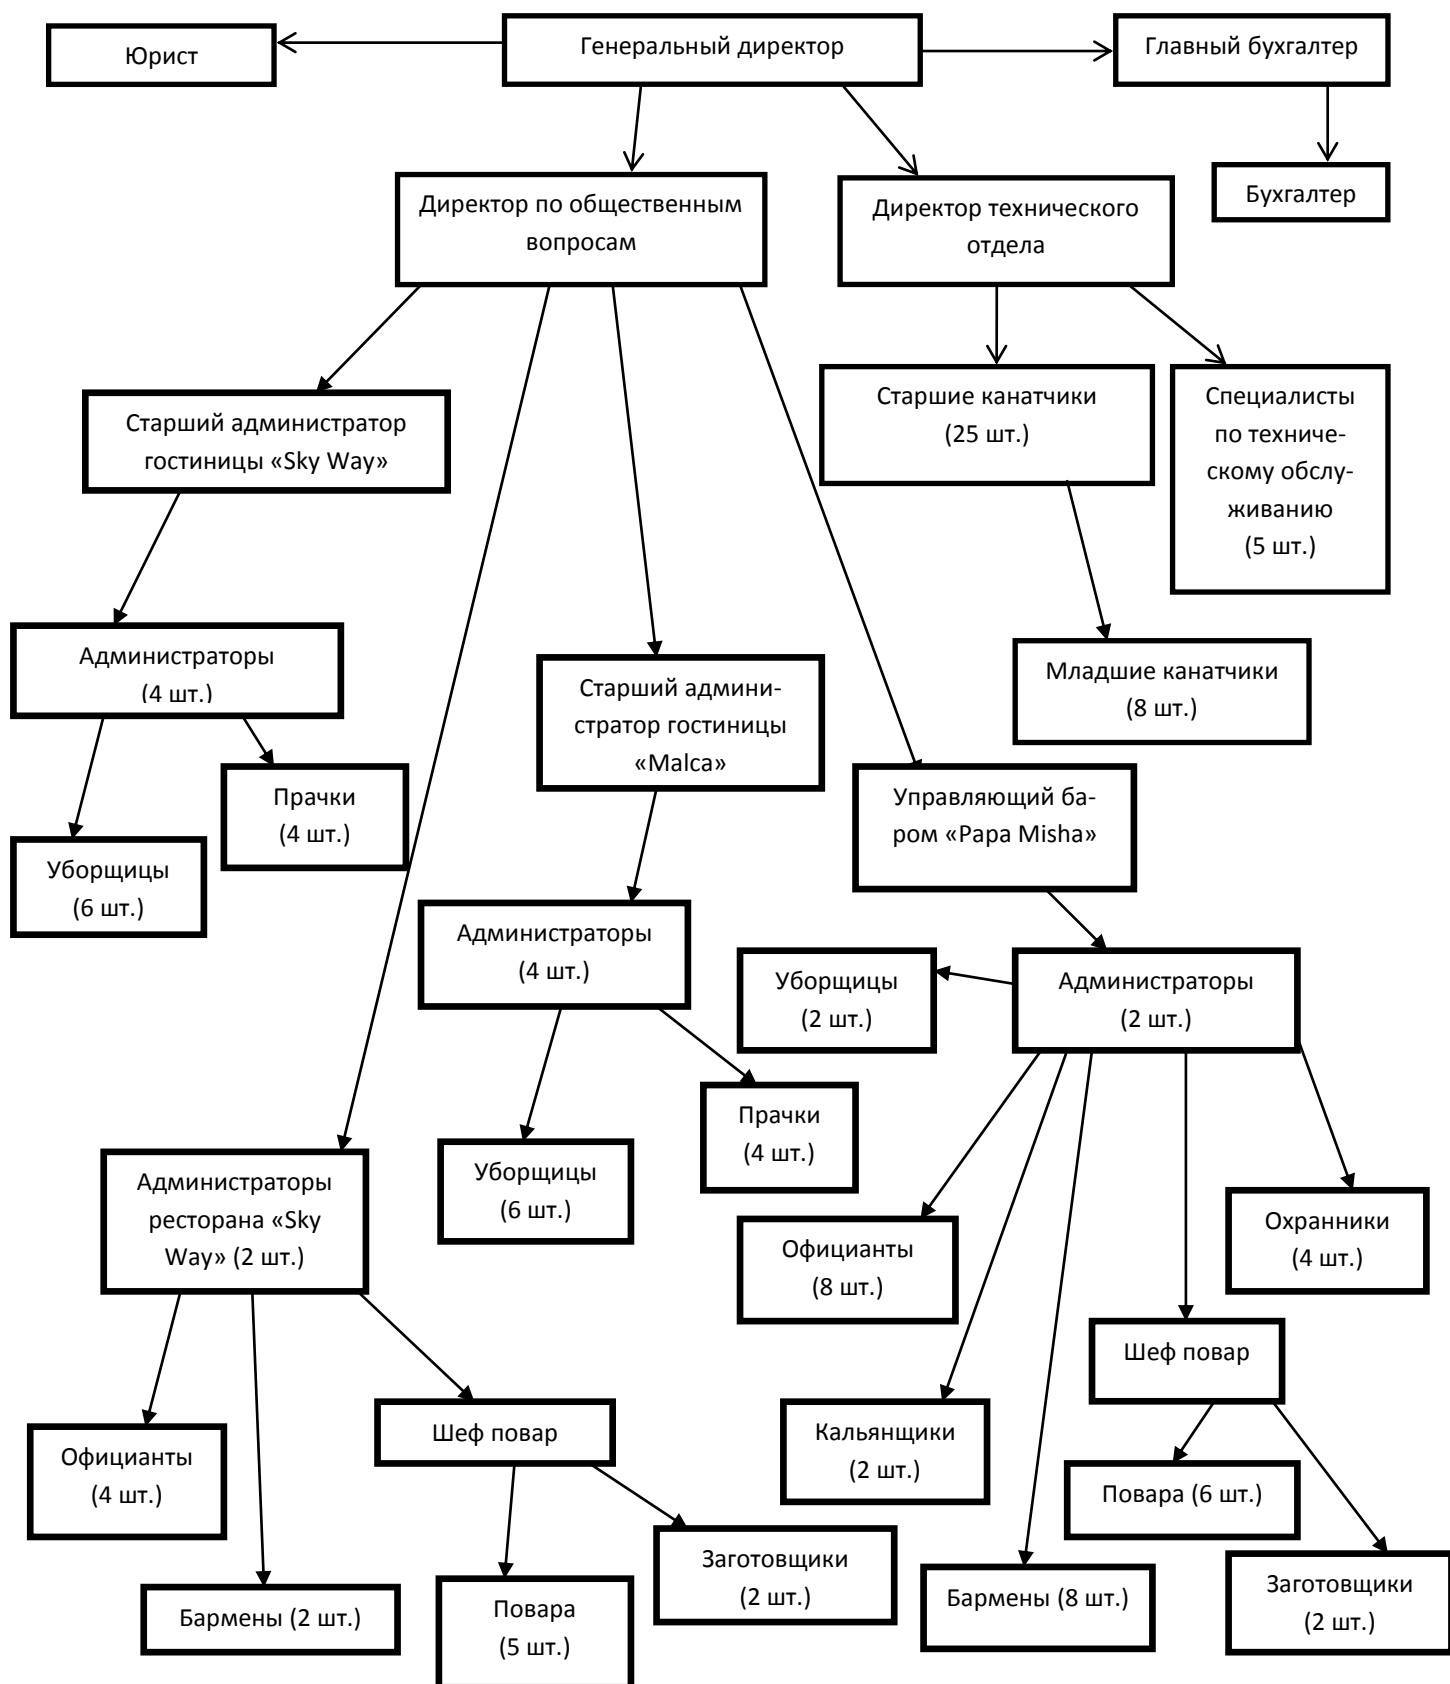 Юрист
Генеральный директор
Главный бухгалтер
Бухгалтер
Директор по общественным
вопросам
Директор технического
отдела
Старший администратор
гостиницы «Sky Way»
Старшие канатчики
(25 шт.)
Специалисты
по техниче-
скому обслу-
живанию
(5 шт.)
Администраторы
(4 шт.)
Старший админи-
стратор гостиницы
«Malca»
Младшие канатчики
(8 шт.)
Прачки
(4 шт.)
Управляющий ба-
ром «Papa Misha»
Уборщицы
(6 шт.)
Администраторы
(4 шт.)
Уборщицы
(2 шт.)
Администраторы
(2 шт.)
Прачки
(4 шт.)
Уборщицы
(6 шт.)
Администраторы
ресторана «Sky
Way» (2 шт.)
Официанты
(8 шт.)
Охранники
(4 шт.)
Шеф повар
Официанты
(4 шт.)
Шеф повар
Кальянщики
(2 шт.)
Повара (6 шт.)
Заготовщики
(2 шт.)
Бармены (2 шт.)
Повара
(5 шт.)
Бармены (8 шт.)
Заготовщики
(2 шт.)